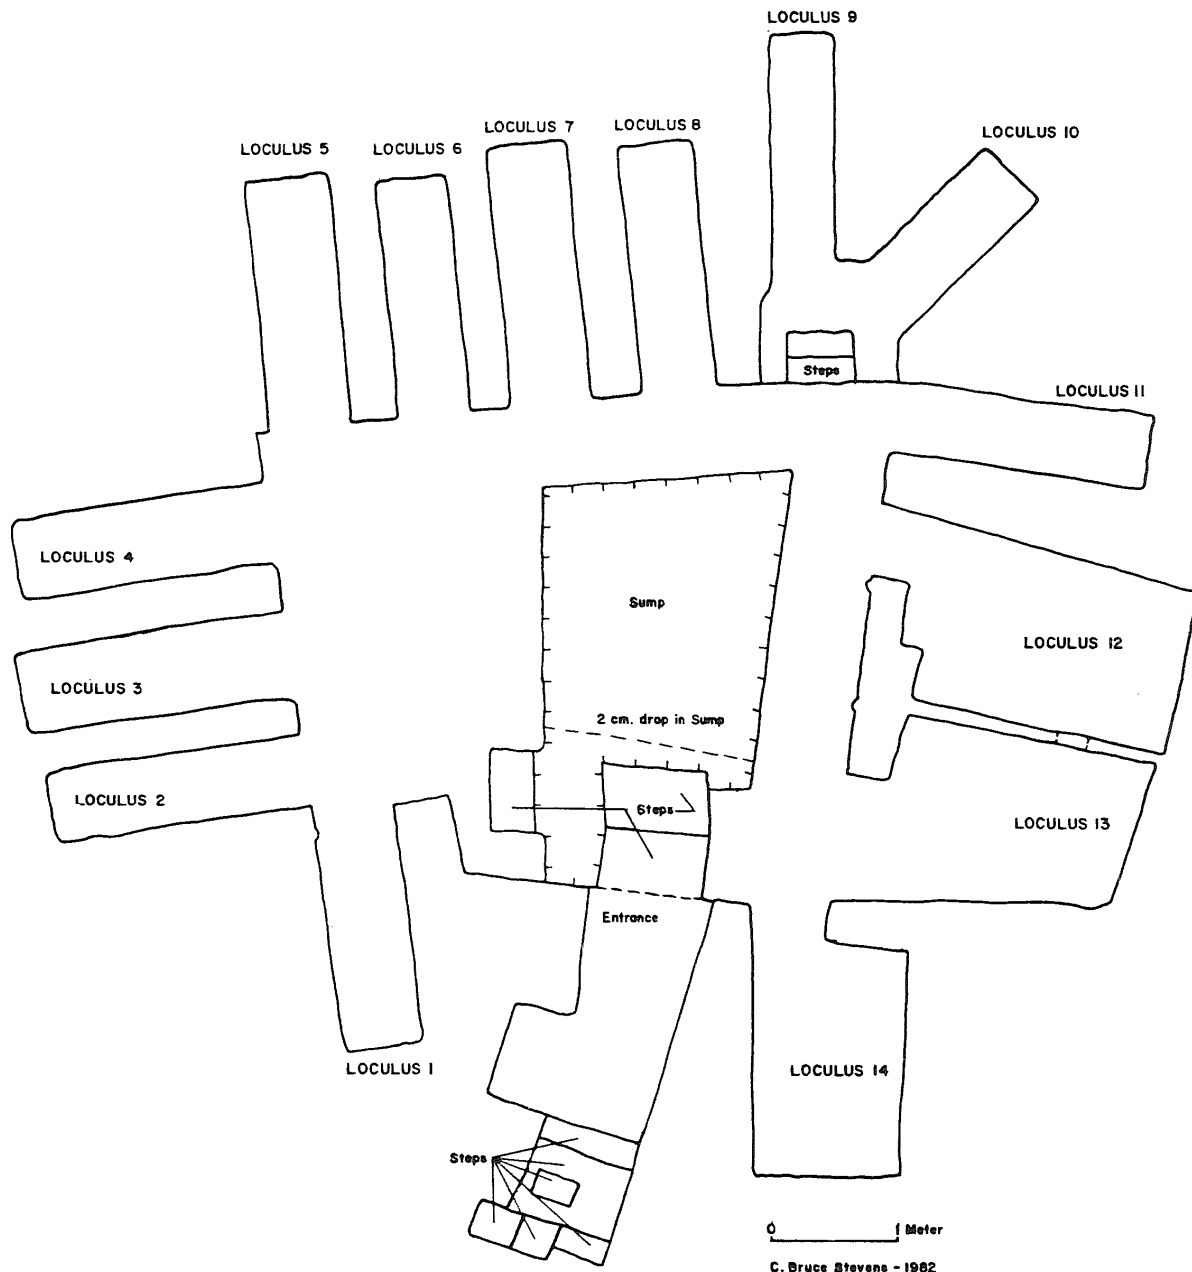 LOCULUS 9
LOCULUS 7
LOCULUS 8
LOCULUS 10
LOCULUS 5
LOCULUS 6
Steps
LOCULUS 11
LOCULUS 4
Sump
LOCULUS 12
LOCULUS 3
2 cm. drop in Sump
LOCULUS 2
Steps
LOCULUS 13
Entrance
LOCULUS 1
LOCULUS 14
Steps
0 1 Meter
C. Bruce Stevens - 1982